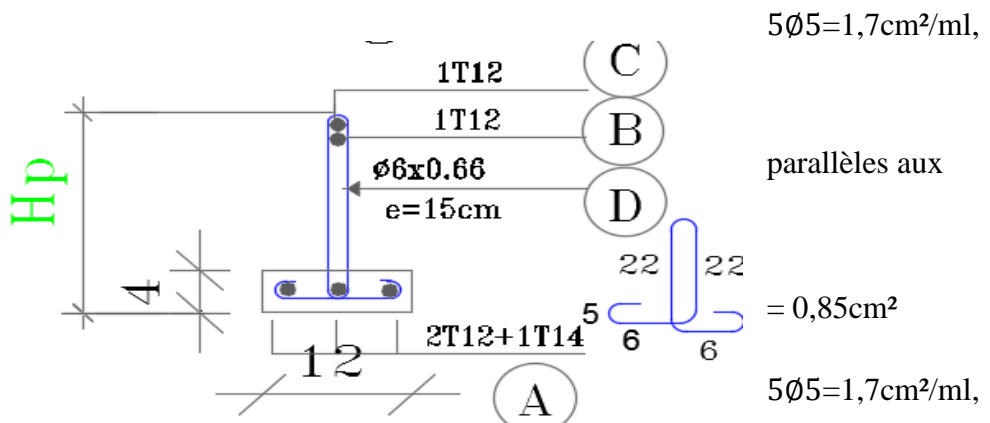 5Ø5=1,7cm²/ml,
C
1T12
B
1T12
parallèles aux
Hp
ø6x0.66
D
e=15cm
22 22
4
5
= 0,85cm²
6
6
2T12+1T14
12
A
5Ø5=1,7cm²/ml,